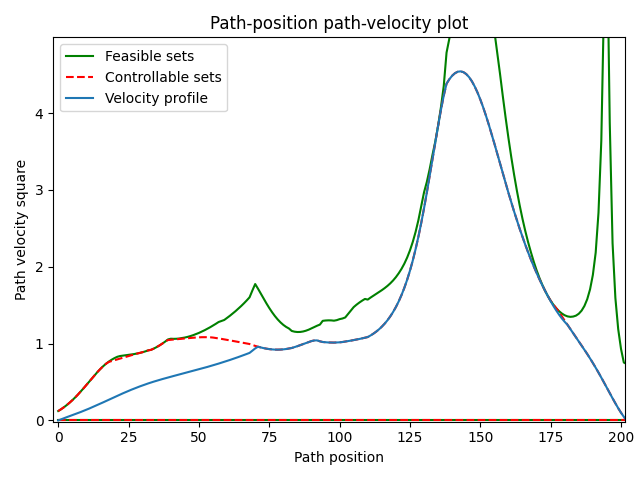 Path-position path-velocity plot
Feasible sets
Controllable sets
Velocity profile
Path velocity square
4
3
2
1
0
0 25 50 75 100 125 150 175 200
Path position